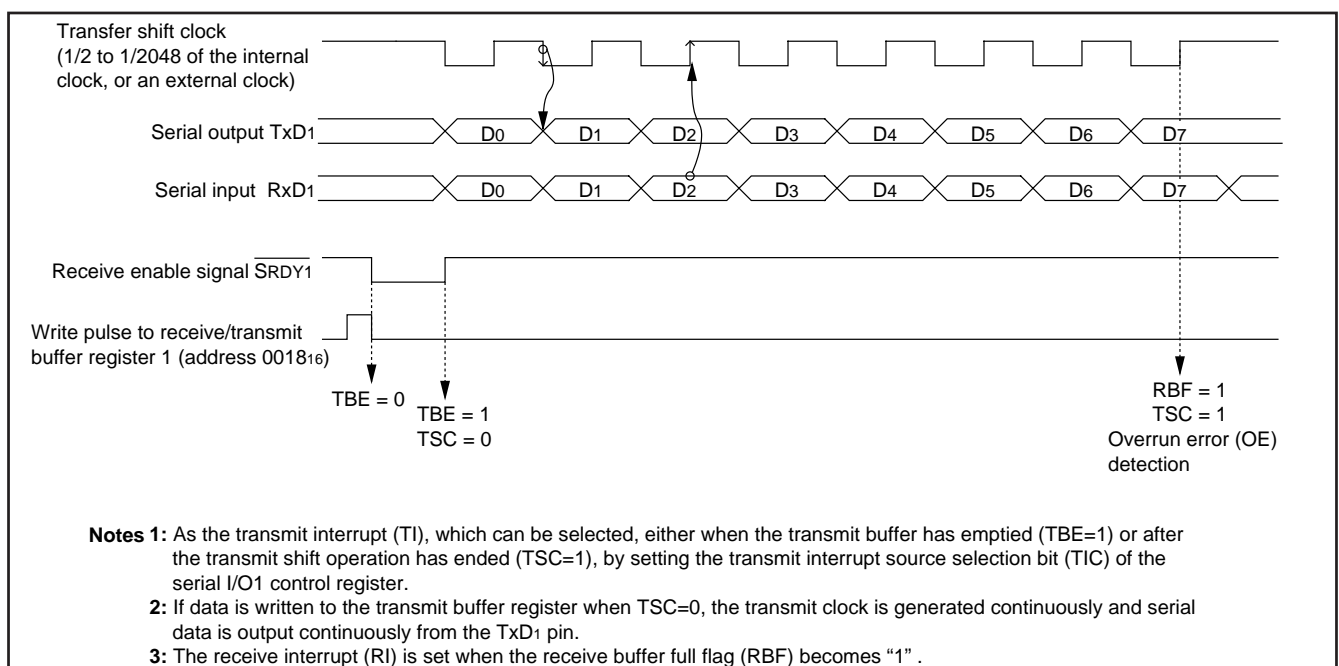 Transfer shift clock
(1/2 to 1/2048 of the internal
clock, or an external clock)
Serial output TxD1 D0 D1 D2 D3 D4 D5 D6 D7
Serial input RxD1 D0 D1 D2 D3 D4 D5 D6 D7
Receive enable signal S̅R̅D̅Y̅1̅
Write pulse to receive/transmit
buffer register 1 (address 001816)
TBE = 0
TBE = 1
TSC = 0
RBF = 1
TSC = 1
Overrun error (OE)
detection
Notes 1: As the transmit interrupt (TI), which can be selected, either when the transmit buffer has emptied (TBE=1) or after
the transmit shift operation has ended (TSC=1), by setting the transmit interrupt source selection bit (TIC) of the
serial I/O1 control register.
2: If data is written to the transmit buffer register when TSC=0, the transmit clock is generated continuously and serial
data is output continuously from the TxD1 pin.
3: The receive interrupt (RI) is set when the receive buffer full flag (RBF) becomes “1” .